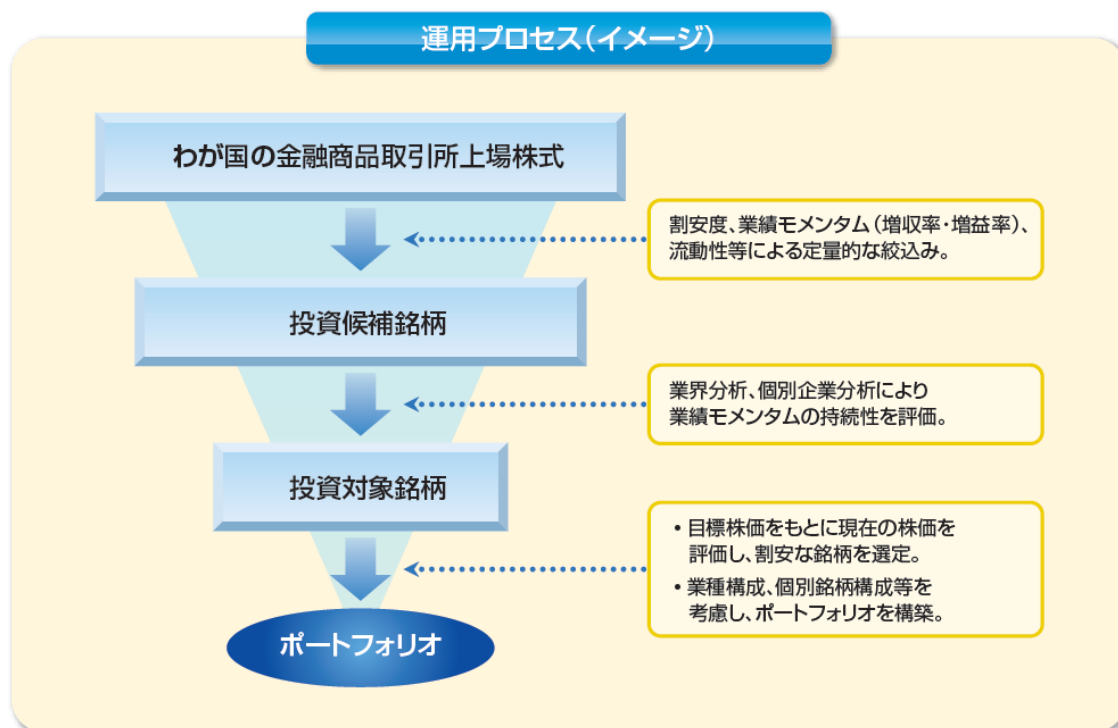 運用プロセス(イメージ)
わが国の金融商品取引所上場株式
割安度、業績モメンタム(増収率・増益率)、
流動性等による定量的な絞込み。
投資候補銘柄
業界分析、個別企業分析により
業績モメンタムの持続性を評価。
投資対象銘柄
・目標株価をもとに現在の株価を
評価し、割安な銘柄を選定。
・業種構成、個別銘柄構成等を
考慮し、ポートフォリオを構築。
ポートフォリオ